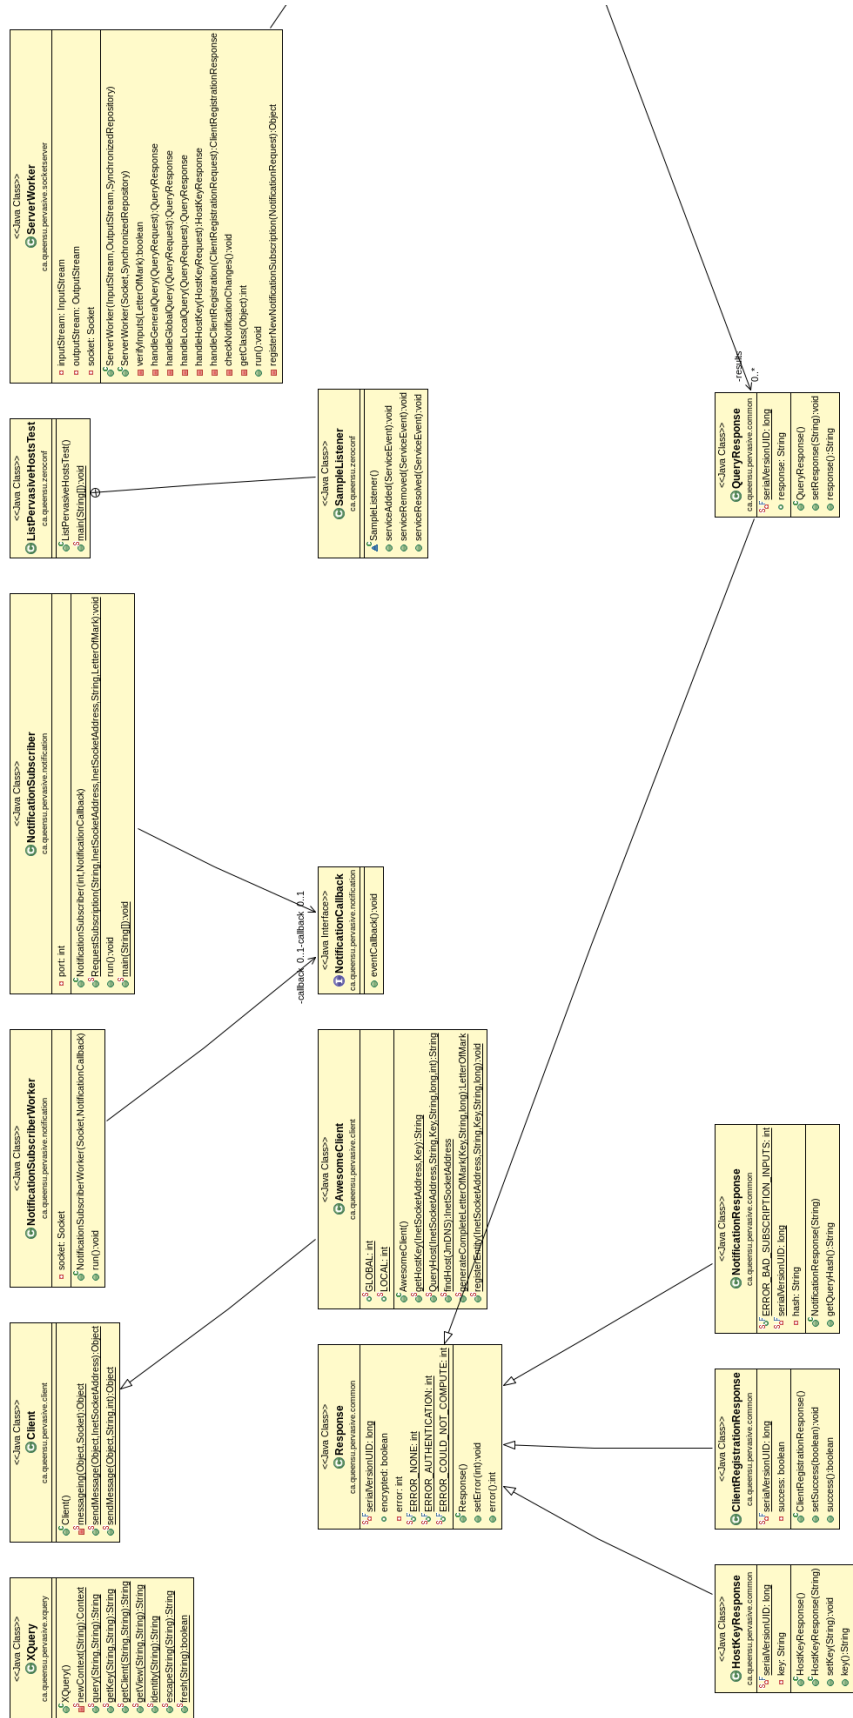 <<Java Class>>
XQuery
ca.queensu.pervasive.xquery
XQuery()
newContext(String):Context
query(String,String):String
getKey(String,String):String
getClient(String,String):String
getView(String,String):String
identity(String):String
escapeString(String):String
fresh(String):boolean
<<Java Class>>
Client
ca.queensu.pervasive.client
Client()
messageing(Object,Socket):Object
sendMessage(Object,InetSocketAddress):Object
sendMessage(Object,String,int):Object
<<Java Class>>
NotificationSubscriberWorker
ca.queensu.pervasive.notification
socket: Socket
NotificationSubscriberWorker(Socket,NotificationCallback)
run():void
<<Java Class>>
NotificationSubscriber
ca.queensu.pervasive.notification
port: int
NotificationSubscriber(int,NotificationCallback)
RequestSubscription(String,InetSocketAddress,InetSocketAddress,String,LetterOfMark):void
run():void
main(String[]):void
<<Java Class>>
ListPervasiveHostsTest
ca.queensu.zeroconf
ListPervasiveHostsTest()
main(String[]):void
<<Java Class>>
ServerWorker
ca.queensu.pervasive.socketserver
inputStream: InputStream
outputStream: OutputStream
socket: Socket
ServerWorker(InputStream,OutputStream,SynchronizedRepository)
ServerWorker(Socket,SynchronizedRepository)
verifyInputs(LetterOfMark):boolean
handleGeneralQuery(QueryRequest):QueryResponse
handleGlobalQuery(QueryRequest):QueryResponse
handleLocalQuery(QueryRequest):QueryResponse
handleHostKey(HostKeyRequest):HostKeyResponse
handleClientRegistration(ClientRegistrationRequest):ClientRegistrationResponse
checkNotificationChanges():void
getClass(Object):int
run():void
registerNewNotificationSubscription(NotificationRequest):Object
-callback 0..1
-callback 0..1
<<Java Class>>
Response
ca.queensu.pervasive.common
serialVersionUID: long
encrypted: boolean
error: int
ERROR_NONE: int
ERROR_AUTHENTICATION: int
ERROR_COULD_NOT_COMPUTE: int
Response()
setError(int):void
error():int
<<Java Class>>
AwesomeClient
ca.queensu.pervasive.client
GLOBAL: int
LOCAL: int
AwesomeClient()
getHostKey(InetSocketAddress,Key):String
QueryHost(InetSocketAddress,String,Key,String,long,int):String
findHost(JmDNS):InetSocketAddress
generateCompleteLetterOfMark(Key,String,long):LetterOfMark
registerEntity(InetSocketAddress,String,Key,String,long):void
<<Java Interface>>
NotificationCallback
ca.queensu.pervasive.notification
eventCallback():void
<<Java Class>>
SampleListener
ca.queensu.zeroconf
SampleListener()
serviceAdded(ServiceEvent):void
serviceRemoved(ServiceEvent):void
serviceResolved(ServiceEvent):void
<<Java Class>>
HostKeyResponse
ca.queensu.pervasive.common
serialVersionUID: long
key: String
HostKeyResponse()
HostKeyResponse(String)
setKey(String):void
key():String
<<Java Class>>
ClientRegistrationResponse
ca.queensu.pervasive.common
serialVersionUID: long
success: boolean
ClientRegistrationResponse()
setSuccess(boolean):void
success():boolean
<<Java Class>>
NotificationResponse
ca.queensu.pervasive.common
ERROR_BAD_SUBSCRIPTION_INPUTS: int
serialVersionUID: long
hash: String
NotificationResponse(String)
getQueryHash():String
<<Java Class>>
QueryResponse
ca.queensu.pervasive.common
serialVersionUID: long
response: String
QueryResponse()
setResponse(String):void
response():String
-results
0..*